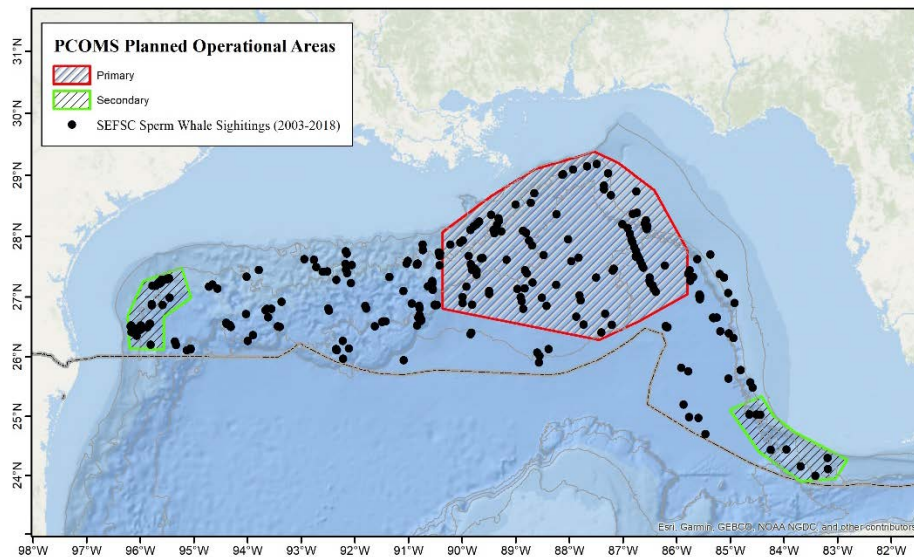 PCOMS Planned Operational Areas
Primary
Secondary
SEFSC Sperm Whale Sighitings (2003-2018)
31°N
30°N
29°N
28°N
27°N
26°N
25°N
24°N
Esri, Garmin, GEBCO, NOAA NGDC, and other contributors
98°W 97°W 96°W 95°W 94°W 93°W 92°W 91°W 90°W 89°W 88°W 87°W 86°W 85°W 84°W 83°W 82°W